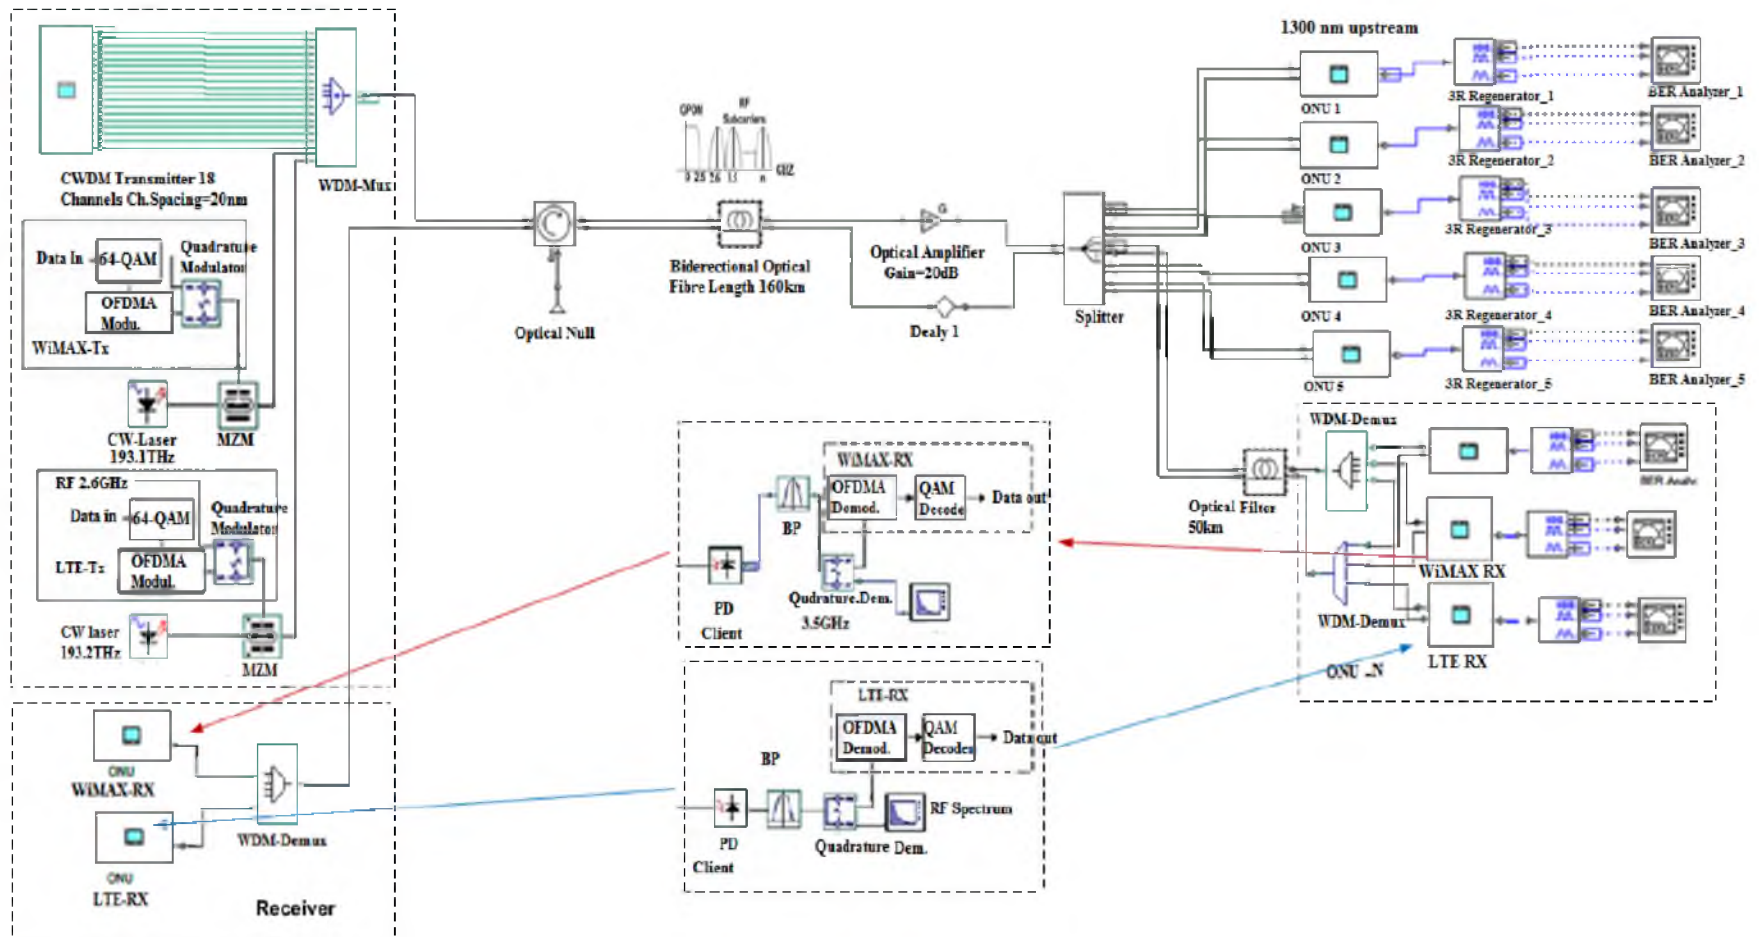 CWDM Transmitter 18
Channels Ch.Spacing=20nm
WDM-Mux
Data In
64-QAM
Quadrature
Modulator
OFDMA
Modu.
WiMAX-Tx
CW-Laser
193.1THz
MZM
RF 2.6GHz
Data in
64-QAM
Quadrature
Modulator
LTE-Tx
OFDMA
Modul.
CW laser
193.2THz
MZM
ONU
WiMAX-RX
WDM-Demux
ONU
LTE-RX
Receiver
Optical Null
GPON
RF
Subcarriers
GHZ
Biderectional Optical
Fibre Length 160km
G
Optical Amplifier
Gain=20dB
Dealy 1
Splitter
1300 nm upstream
ONU 1
3R Regenerator_1
BER Analyzer_1
ONU 2
3R Regenerator_2
BER Analyzer_2
ONU 3
3R Regenerator_3
BER Analyzer_3
ONU 4
3R Regenerator_4
BER Analyzer_4
ONU 5
3R Regenerator_5
BER Analyzer_5
WiMAX-RX
OFDMA
Demod.
QAM
Decode
Data out
BP
PD
Client
Qudrature.Dem.
3.5GHz
LTE-RX
OFDMA
Demod.
QAM
Decoder
Data out
BP
RF Spectrum
PD
Client
Quadrature Dem.
Optical Filter
50km
WDM-Demux
BER
WiMAX RX
WDM-Demux
LTE RX
ONU ..N